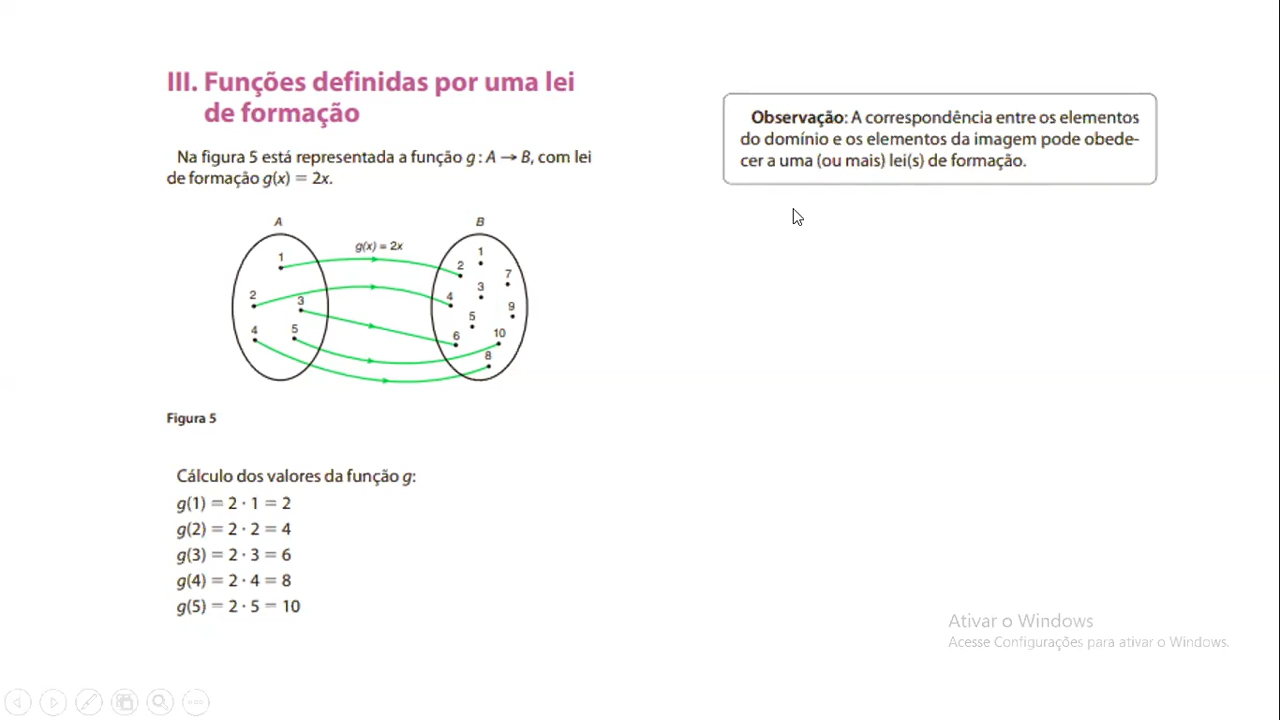 III. Funções definidas por uma lei
de formação
Na figura 5 está representada a função g : A → B, com lei
de formação g(x) = 2x.
A
B
g(x) = 2x
1
2
3
4
5
1
2
7
3
4
9
5
6
10
8
Figura 5
Cálculo dos valores da função g:
g(1) = 2 · 1 = 2
g(2) = 2 · 2 = 4
g(3) = 2 · 3 = 6
g(4) = 2 · 4 = 8
g(5) = 2 · 5 = 10
Observação: A correspondência entre os elementos
do domínio e os elementos da imagem pode obede-
cer a uma (ou mais) lei(s) de formação.
Ativar o Windows
Acesse Configurações para ativar o Windows.